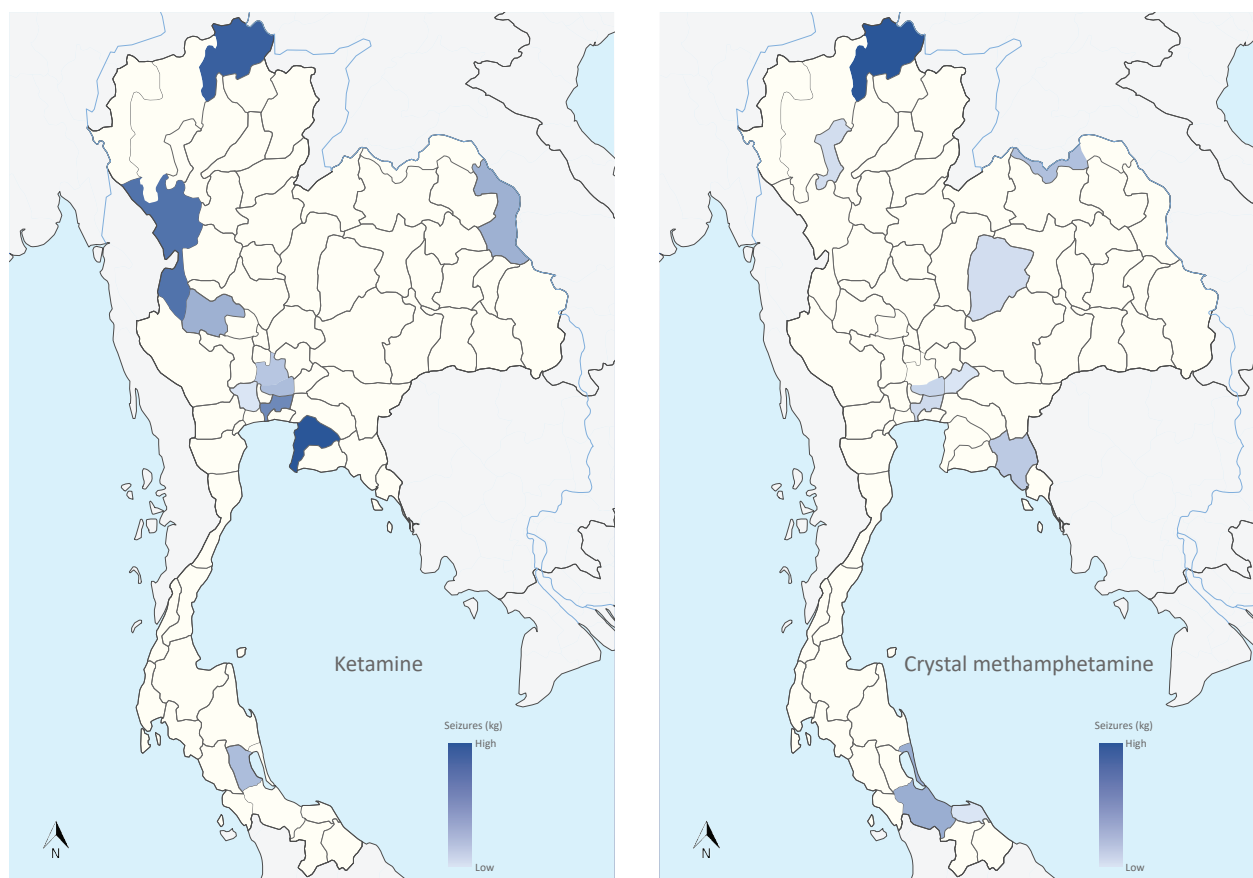 Ketamine
Seizures (kg)
High
Low
N
Crystal methamphetamine
Seizures (kg)
High
Low
N